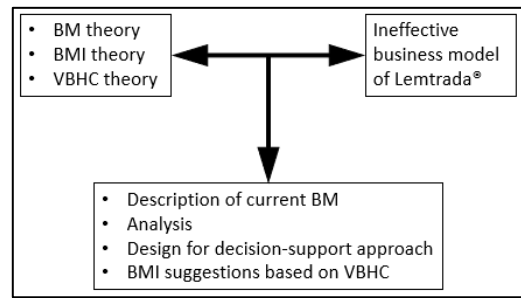 • BM theory
• BMI theory
• VBHC theory
Ineffective
business model
of Lemtrada®
• Description of current BM
• Analysis
• Design for decision-support approach
• BMI suggestions based on VBHC